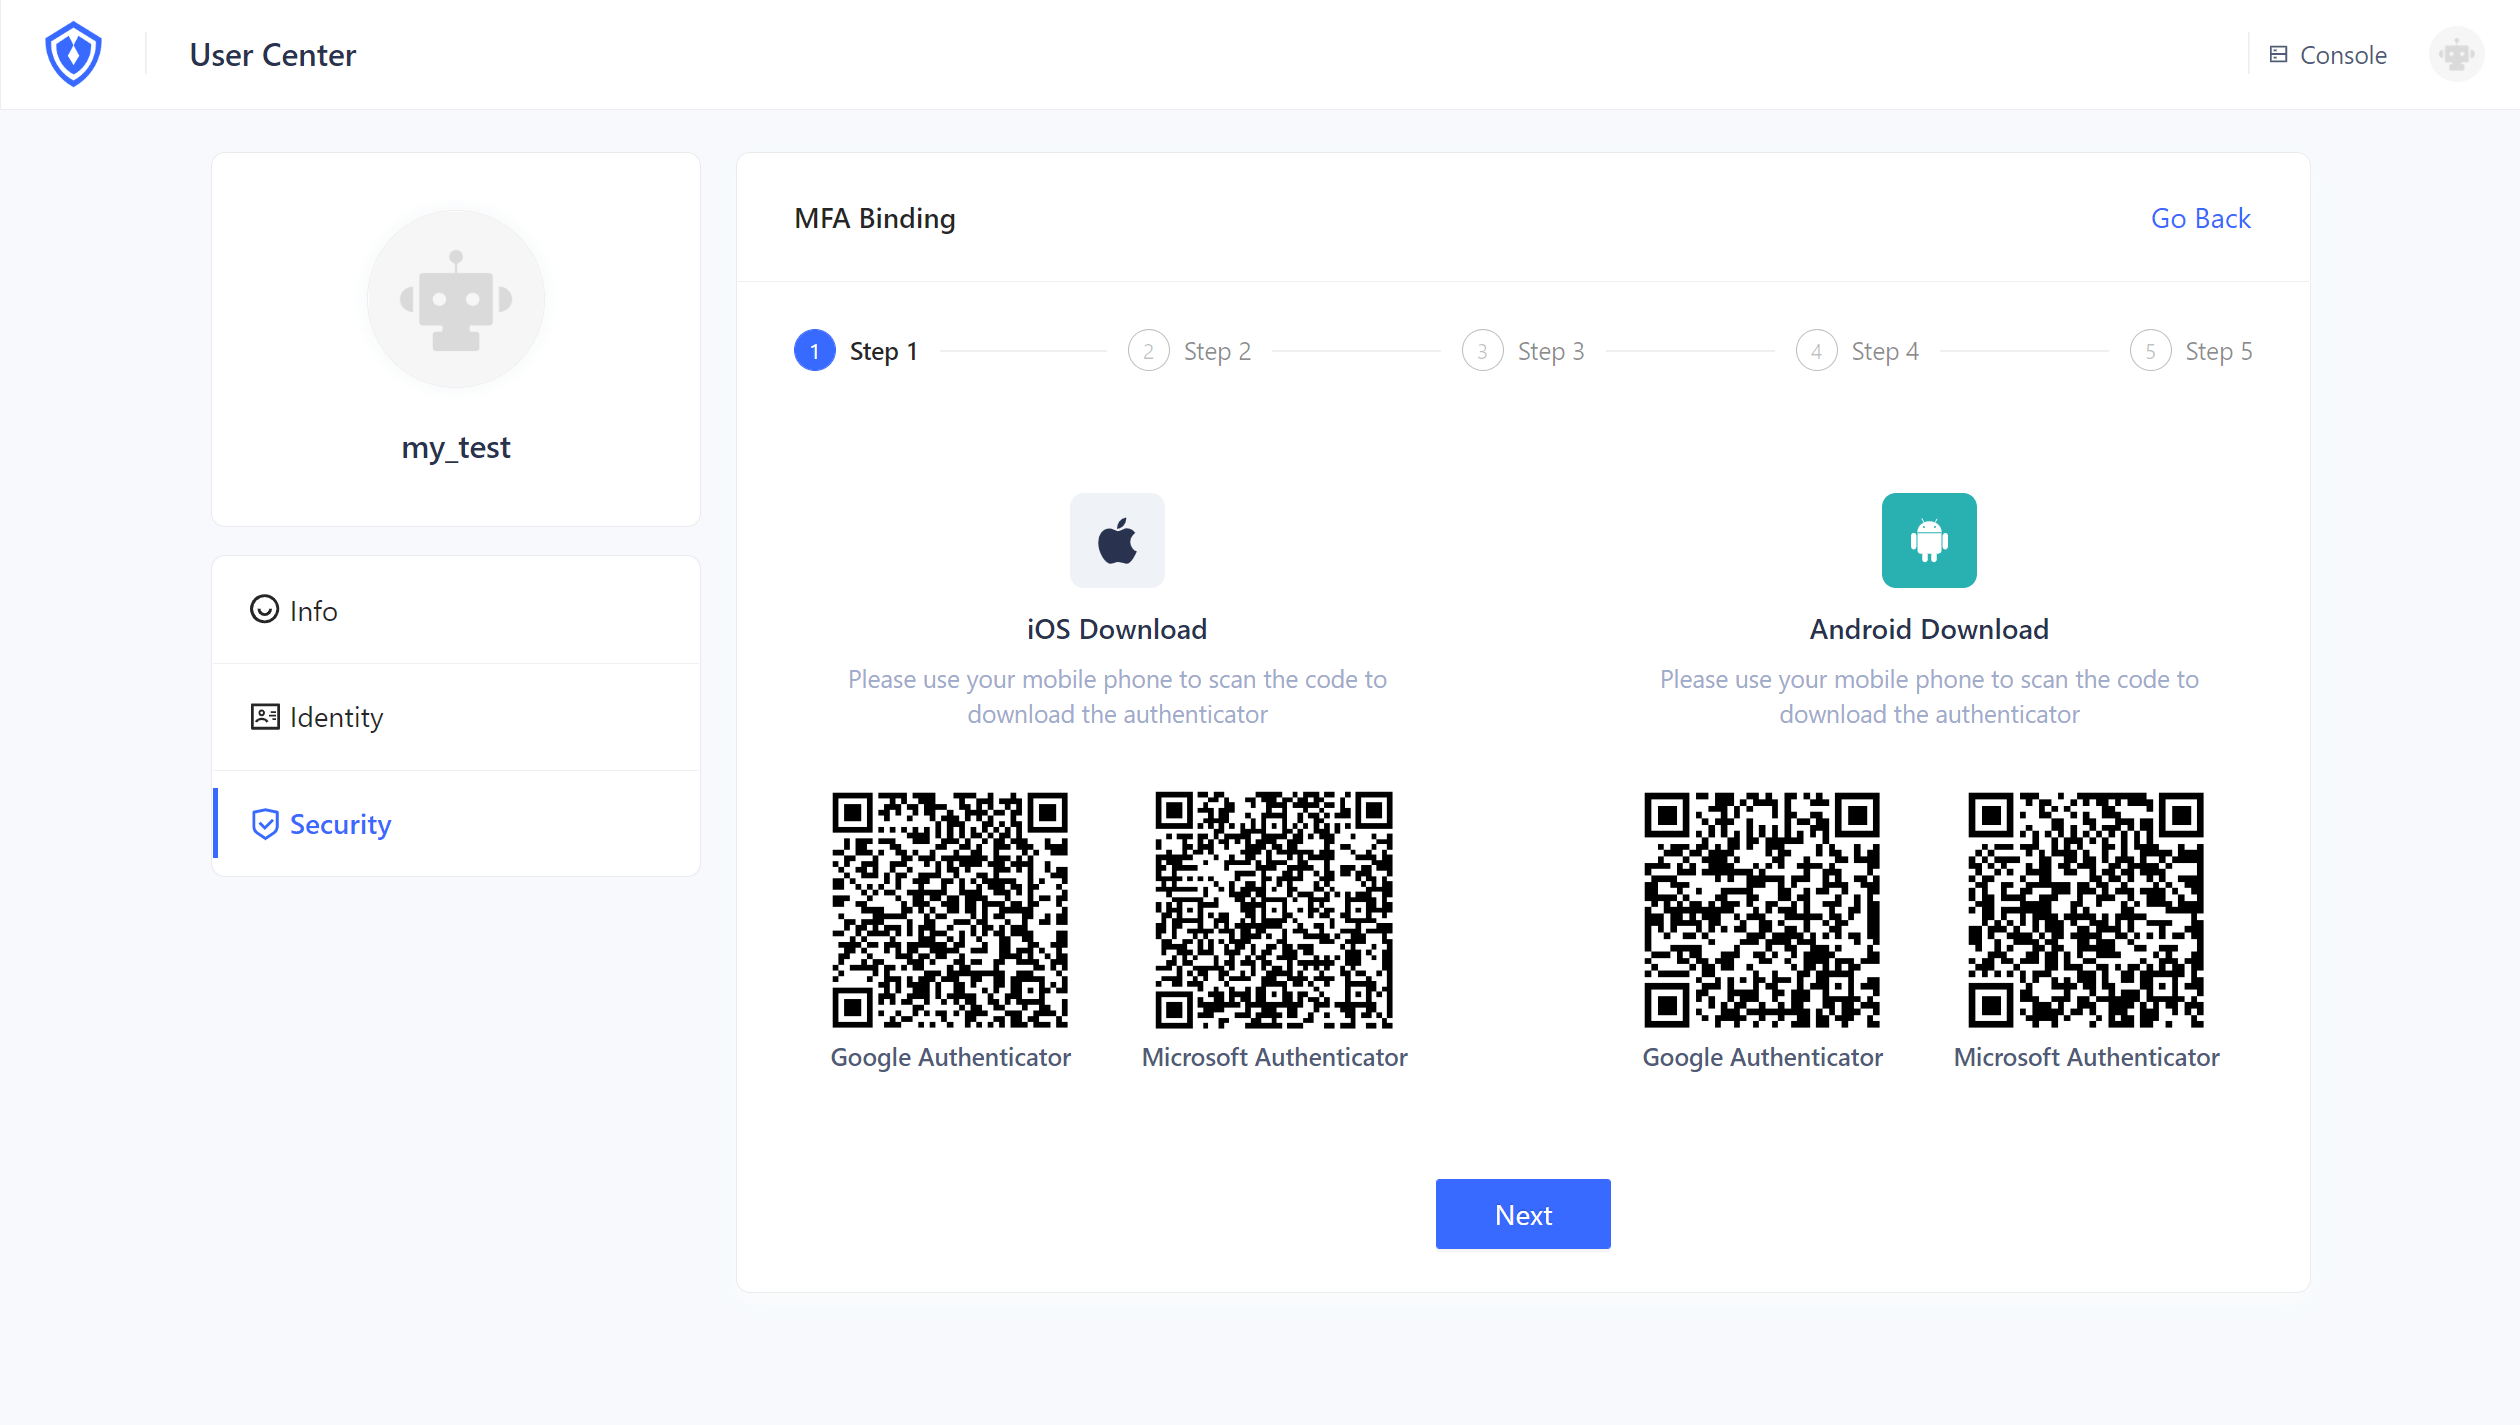 User Center
Console
my_test
Info
Identity
Security
MFA Binding
Go Back
1 Step 1
2 Step 2
3 Step 3
4 Step 4
5 Step 5
iOS Download
Please use your mobile phone to scan the code to
download the authenticator
Google Authenticator
Microsoft Authenticator
Android Download
Please use your mobile phone to scan the code to
download the authenticator
Google Authenticator
Microsoft Authenticator
Next